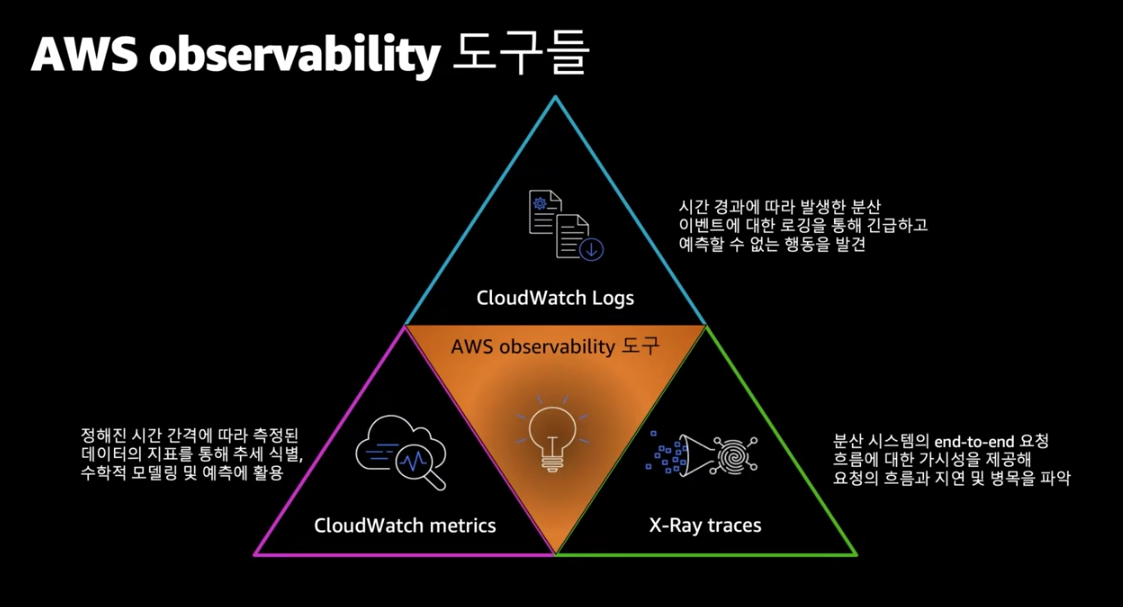 AWS observability 도구들
시간 경과에 따라 발생한 분산
이벤트에 대한 로깅을 통해 긴급하고
예측할 수 없는 행동을 발견
CloudWatch Logs
AWS observability 도구
정해진 시간 간격에 따라 측정된
데이터의 지표를 통해 추세 식별,
수학적 모델링 및 예측에 활용
CloudWatch metrics
분산 시스템의 end-to-end 요청
흐름에 대한 가시성을 제공해
요청의 흐름과 지연 및 병목을 파악
X-Ray traces